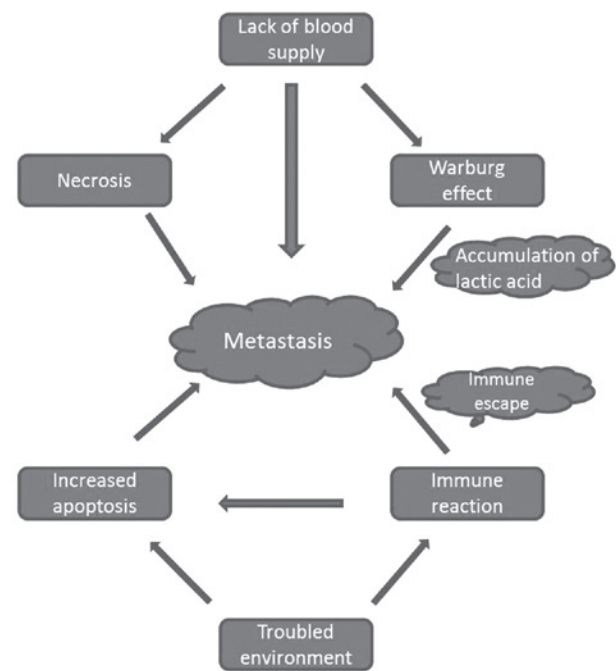 Lack of blood
supply
Necrosis
Warburg
effect
Accumulation of
lactic acid
Metastasis
Immune
escape
Increased
apoptosis
Immune
reaction
Troubled
environment